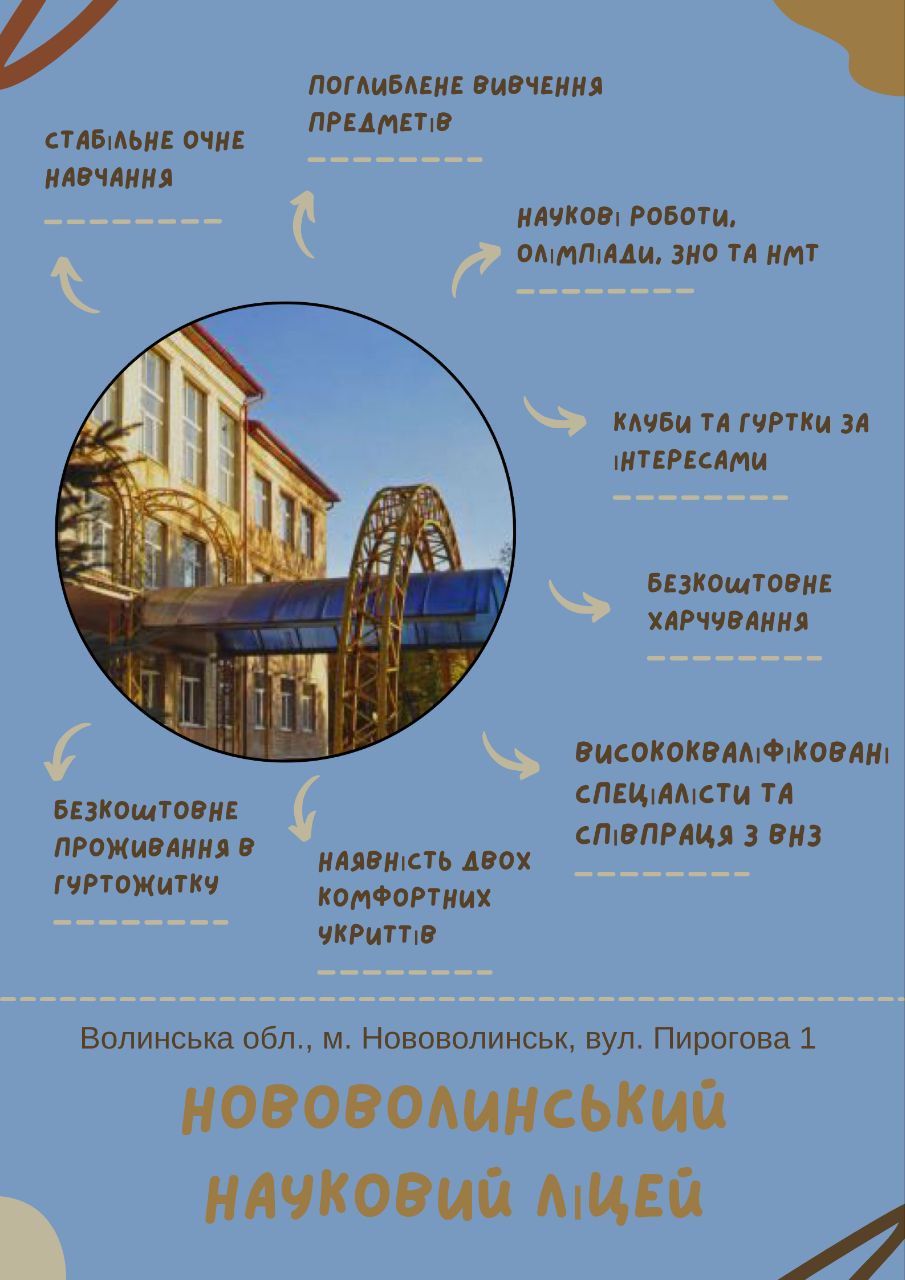 ПОГЛИБЛЕНЕ ВИВЧЕННЯ
ПРЕДМЕТІВ
СТАБІЛЬНЕ ОЧНЕ
НАВЧАННЯ
НАУКОВІ РОБОТИ,
ОЛІМПІАДИ, ЗНО ТА НМТ
КЛУБИ ТА ГУРТКИ ЗА
ІНТЕРЕСАМИ
БЕЗКОШТОВНЕ
ХАРЧУВАННЯ
ВИСОКОКВАЛІФІКОВАНІ
СПЕЦІАЛІСТИ ТА
СПІВПРАЦЯ З ВНЗ
БЕЗКОШТОВНЕ
ПРОЖИВАННЯ В
ГУРТОЖИТКУ
НАЯВНІСТЬ ДВОХ
КОМФОРТНИХ
УКРИТТІВ
Волинська обл., м. Нововолинськ, вул. Пирогова 1
НОВОВОЛИНСЬКИЙ
НАУКОВИЙ ЛІЦЕЙ